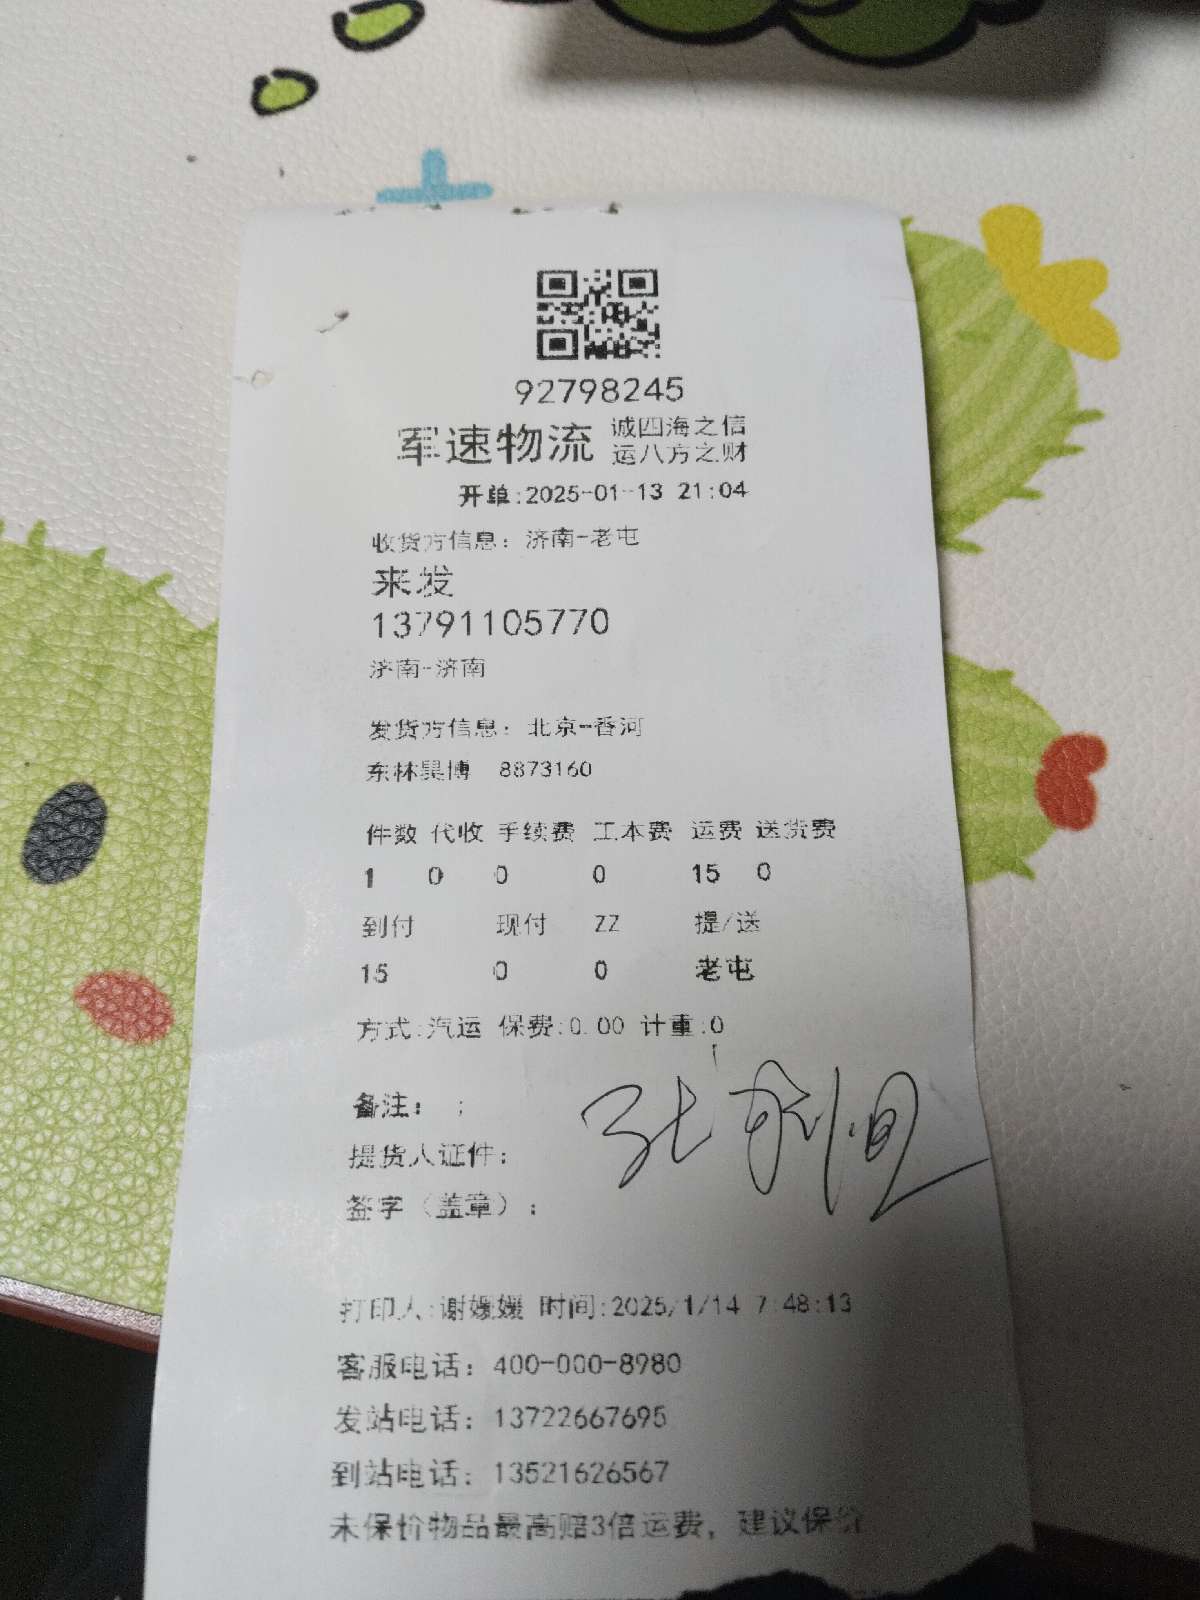 92798245
军速物流 诚四海之信
运八方之财
开单:2025-01-13 21:04
收货方信息：济南-老屯
来发
13791105770
济南-济南
发货方信息：北京-香河
东林昊博 8873160
件数 代收 手续费 工本费 运费 送货费
1 0 0 0 15 0
到付 现付 ZZ 提/送
15 0 0 老屯
方式:汽运 保费:0.00 计重:0
备注： ;
提货人证件：
签字（盖章）：
打印人:谢媛媛 时间:2025/1/14 7:48:13
客服电话：400-000-8980
发站电话：13722667695
到站电话：13521626567
未保价物品最高赔3倍运费，建议保价